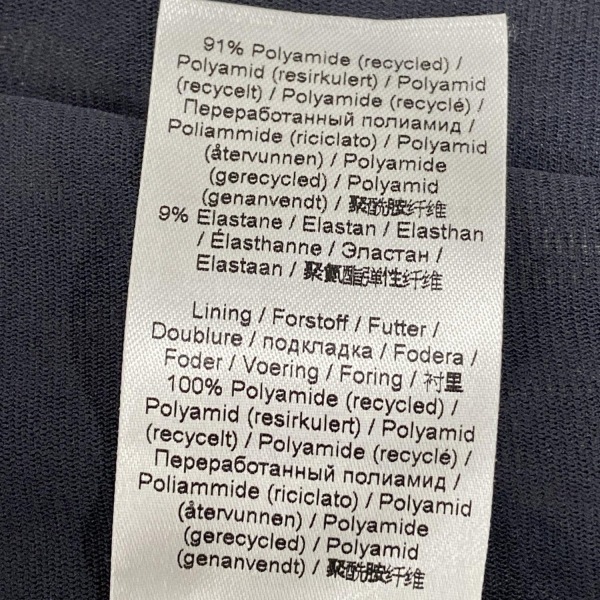 91% Polyamide (recycled) /
Polyamid (resirkulert) / Polyamid
(recycelt) / Polyamide (recyclé) /
Переработанный полиамид /
Poliammide (riciclato) / Polyamid
(återvunnen) / Polyamide
(gerecycled) / Polyamid
(genanvendt) / 聚酰胺纤维
9% Elastane / Elastan / Elasthan
/ Élasthanne / Эластан /
Elastaan / 聚氨酯弹性纤维
Lining / Forstoff / Futter /
Doublure / подкладка / Fodera /
Foder / Voering / Foring / 衬里
100% Polyamide (recycled) /
Polyamid (resirkulert) / Polyamid
(recycelt) / Polyamide (recyclé) /
Переработанный полиамид /
Poliammide (riciclato) / Polyamid
(återvunnen) / Polyamide
(gerecycled) / Polyamid
(genanvendt) / 聚酰胺纤维